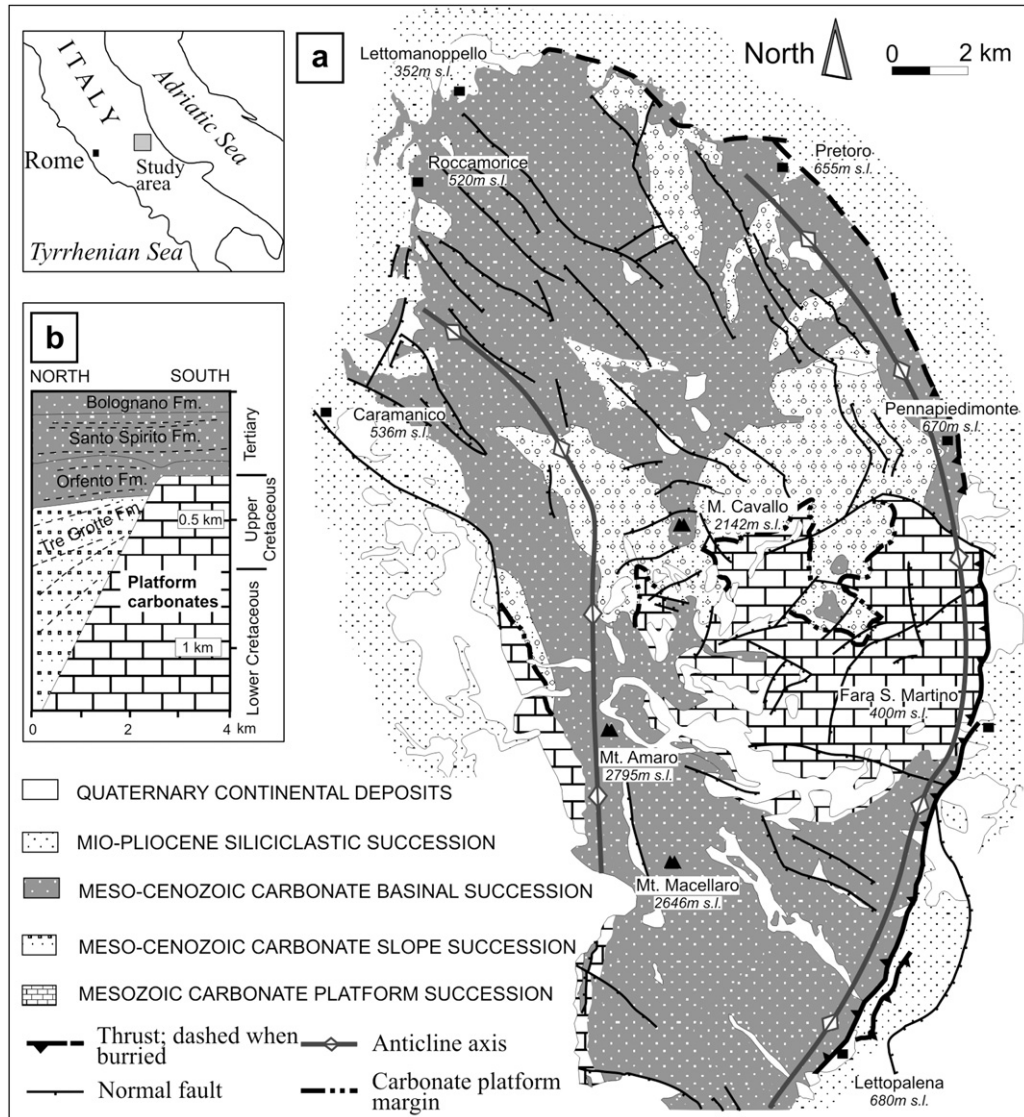 ITALY
Adriatic Sea
Rome
Study
area
Tyrrhenian Sea
a
North
0 2 km
Lettomanoppello
352m s.l.
Roccamorice
520m s.l.
Pretoro
655m s.l.
Caramanico
536m s.l.
Pennapiedimonte
670m s.l.
M. Cavallo
2142m s.l.
Fara S. Martino
400m s.l.
Mt. Amaro
2795m s.l.
Mt. Macellaro
2646m s.l.
Lettopalena
680m s.l.
b
NORTH SOUTH
Bolognano Fm.
Santo Spirito Fm.
Orfento Fm.
Tre Grotte Fm.
0.5 km
Platform
carbonates
1 km
Tertiary
Upper
Cretaceous
Lower Cretaceous
0 2 km 4
QUATERNARY CONTINENTAL DEPOSITS
MIO-PLIOCENE SILICICLASTIC SUCCESSION
MESO-CENOZOIC CARBONATE BASINAL SUCCESSION
MESO-CENOZOIC CARBONATE SLOPE SUCCESSION
MESOZOIC CARBONATE PLATFORM SUCCESSION
Thrust; dashed when
burried
Anticline axis
Normal fault
Carbonate platform
margin